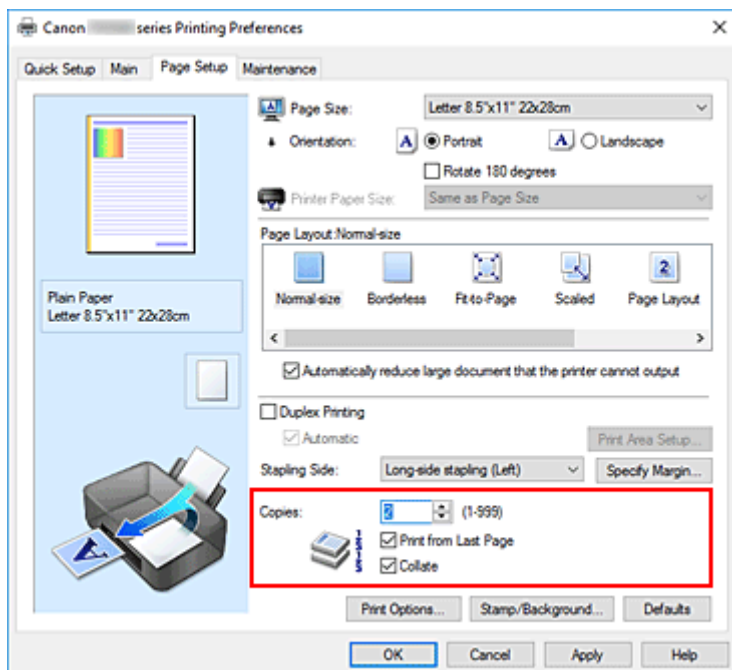 Canon series Printing Preferences
Quick Setup Main Page Setup Maintenance
Page Size: Letter 8.5"x11" 22x28cm
Orientation: A Portrait A Landscape
Rotate 180 degrees
Printer Paper Size: Same as Page Size
Page Layout:Normal-size
2
Normal-size Borderless Fit-to-Page Scaled Page Layout
Automatically reduce large document that the printer cannot output
Plain Paper
Letter 8.5"x11" 22x28cm
Duplex Printing
Automatic Print Area Setup...
Stapling Side: Long-side stapling (Left) Specify Margin...
Copies: 2 (1-999)
Print from Last Page
Collate
Print Options... Stamp/Background... Defaults
OK Cancel Apply Help